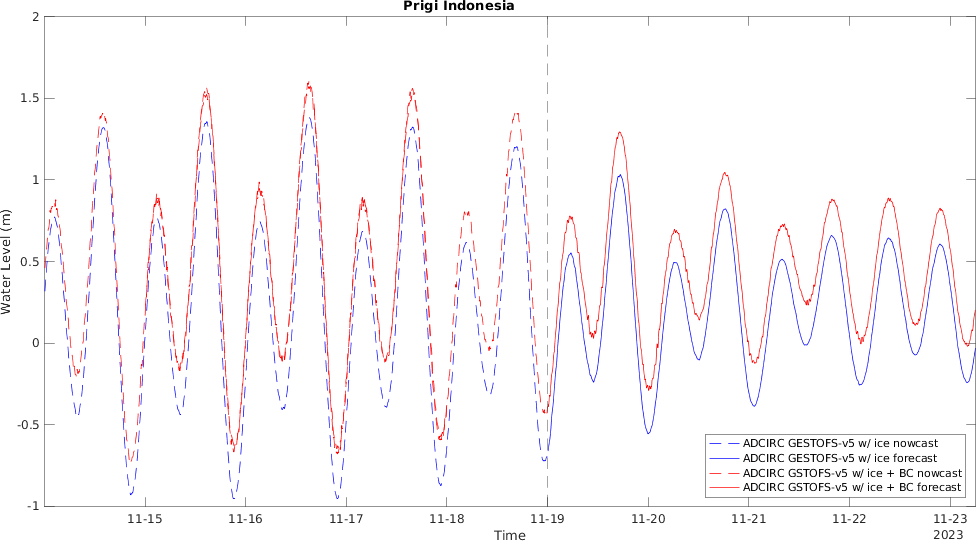 Prigi Indonesia
2
1.5
1
0.5
0
-0.5
-1
Water Level (m)
ADCIRC GESTOFS-v5 w/ ice nowcast
ADCIRC GESTOFS-v5 w/ ice forecast
ADCIRC GSTOFS-v5 w/ ice + BC nowcast
ADCIRC GSTOFS-v5 w/ ice + BC forecast
11-15 11-16 11-17 11-18 11-19 11-20 11-21 11-22 11-23
2023
Time